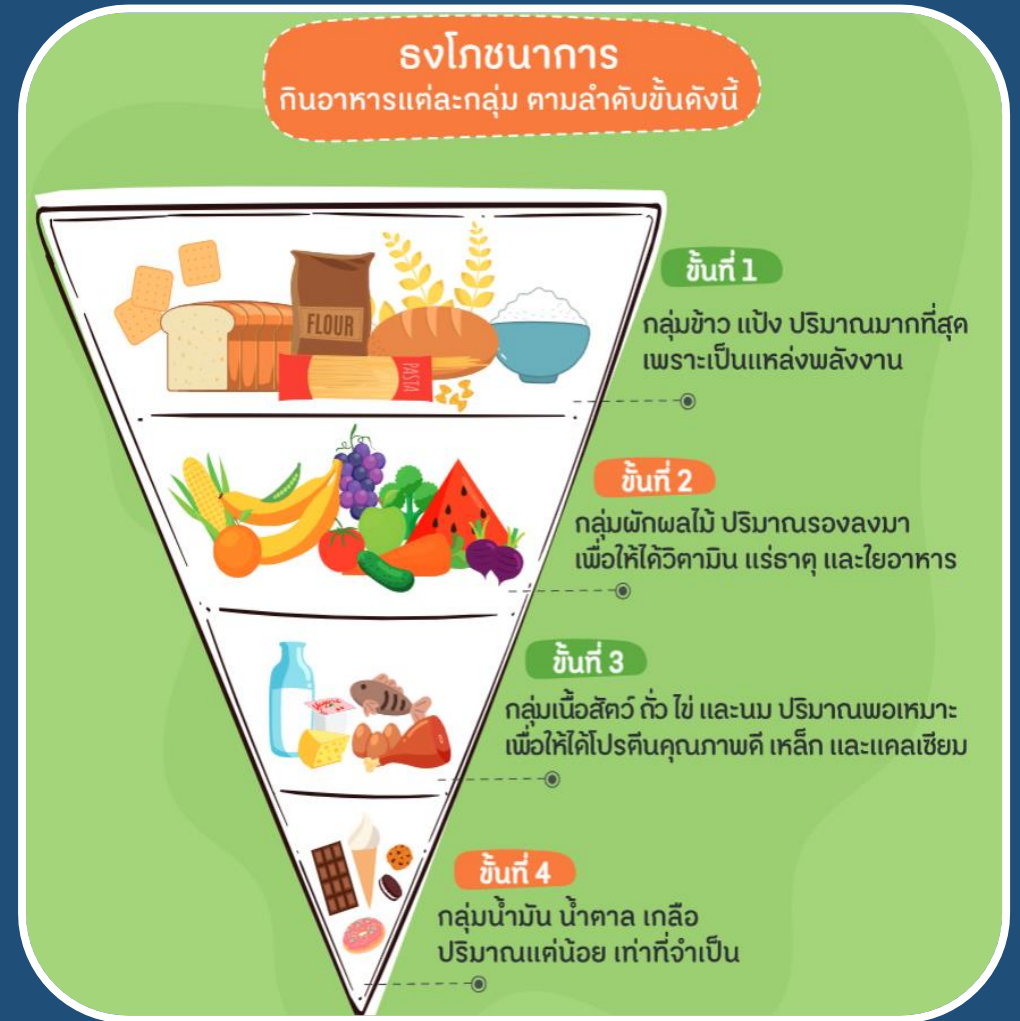 ธงโภชนาการ
กินอาหารแต่ละกลุ่ม ตามลำดับขั้นดังนี้
FLOUR
PASTA
ขั้นที่ 1
กลุ่มข้าว แป้ง ปริมาณมากที่สุด
เพราะเป็นแหล่งพลังงาน
ขั้นที่ 2
กลุ่มผักผลไม้ ปริมาณรองลงมา
เพื่อให้ได้วิตามิน แร่ธาตุ และใยอาหาร
ขั้นที่ 3
กลุ่มเนื้อสัตว์ ถั่ว ไข่ และนม ปริมาณพอเหมาะ
เพื่อให้ได้โปรตีนคุณภาพดี เหล็ก และแคลเซียม
ขั้นที่ 4
กลุ่มน้ำมัน น้ำตาล เกลือ
ปริมาณแต่น้อย เท่าที่จำเป็น